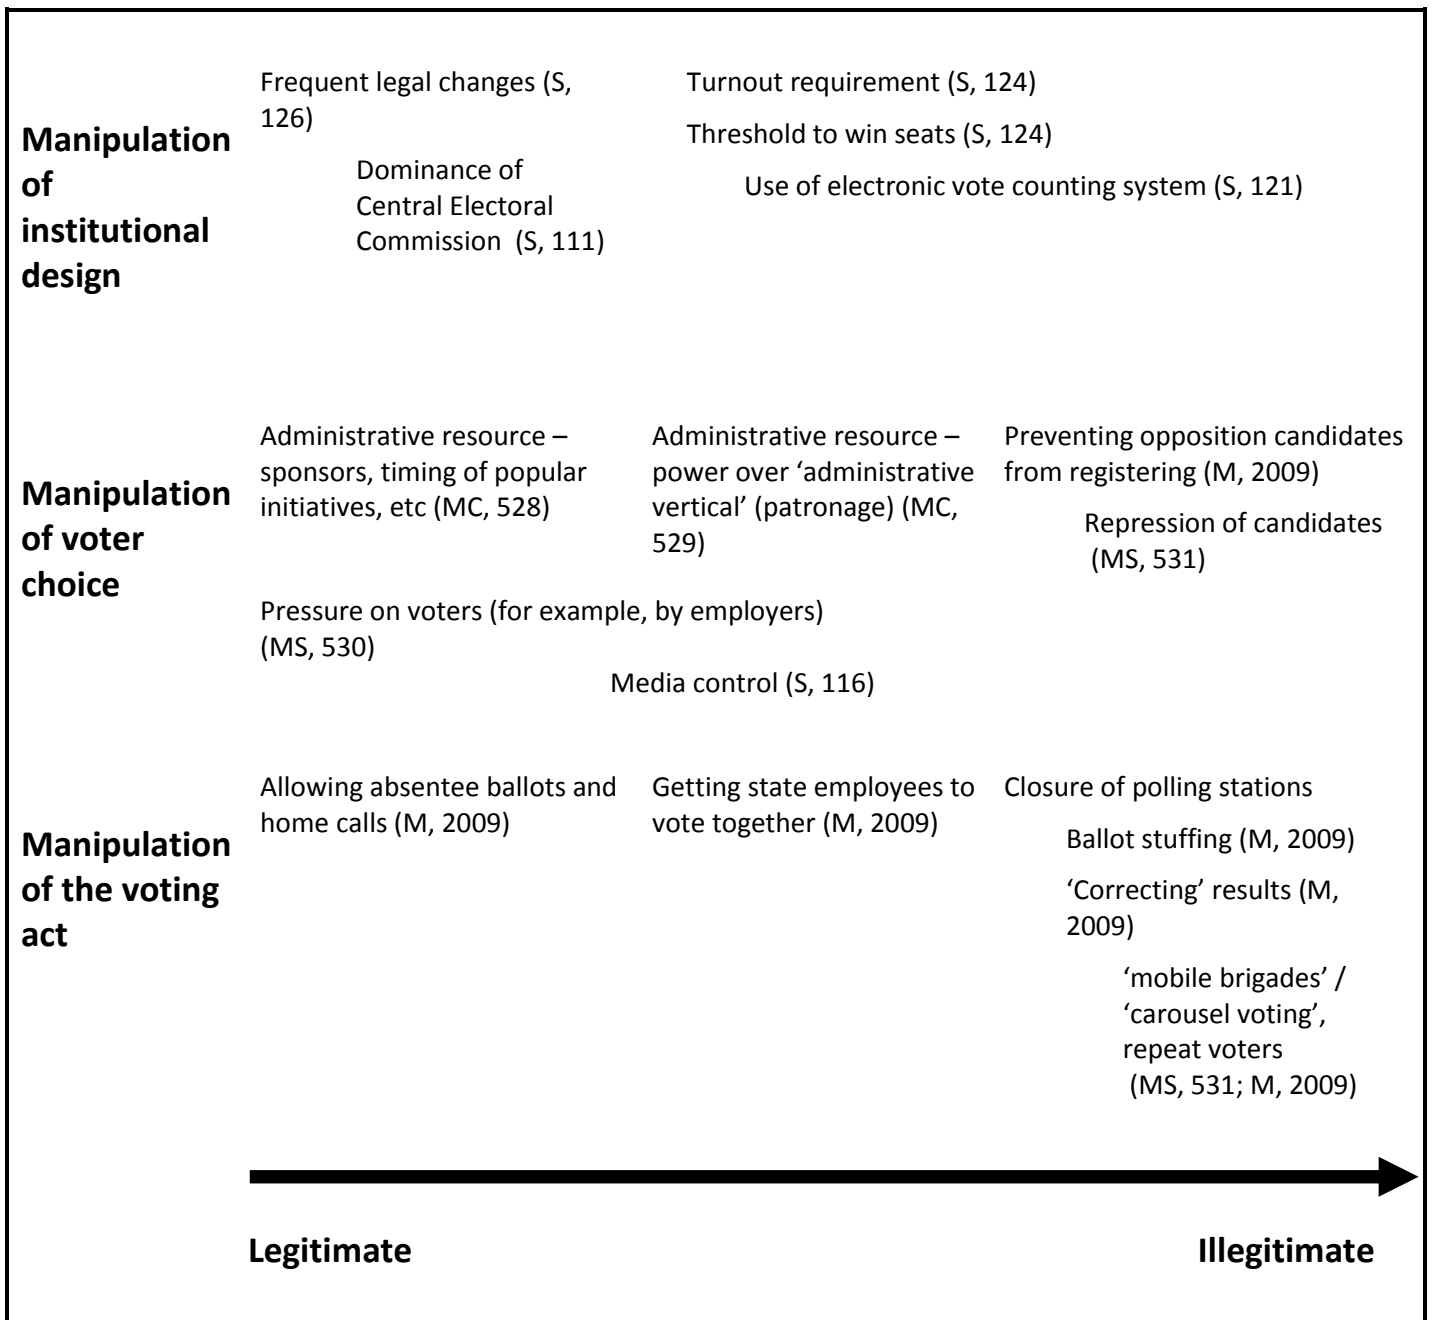 Manipulation
of
institutional
design
Frequent legal changes (S,
126)
Dominance of
Central Electoral
Commission  (S, 111)
Turnout requirement (S, 124)
Threshold to win seats (S, 124)
Use of electronic vote counting system (S, 121)
Manipulation
of voter
choice
Administrative resource –
sponsors, timing of popular
initiatives, etc (MC, 528)
Administrative resource –
power over ‘administrative
vertical’ (patronage) (MC,
529)
Preventing opposition candidates
from registering (M, 2009)
Repression of candidates
(MS, 531)
Pressure on voters (for example, by employers)
(MS, 530)
Media control (S, 116)
Manipulation
of the voting
act
Allowing absentee ballots and
home calls (M, 2009)
Getting state employees to
vote together (M, 2009)
Closure of polling stations
Ballot stuffing (M, 2009)
‘Correcting’ results (M,
2009)
‘mobile brigades’ /
‘carousel voting’,
repeat voters
(MS, 531; M, 2009)
Legitimate
Illegitimate